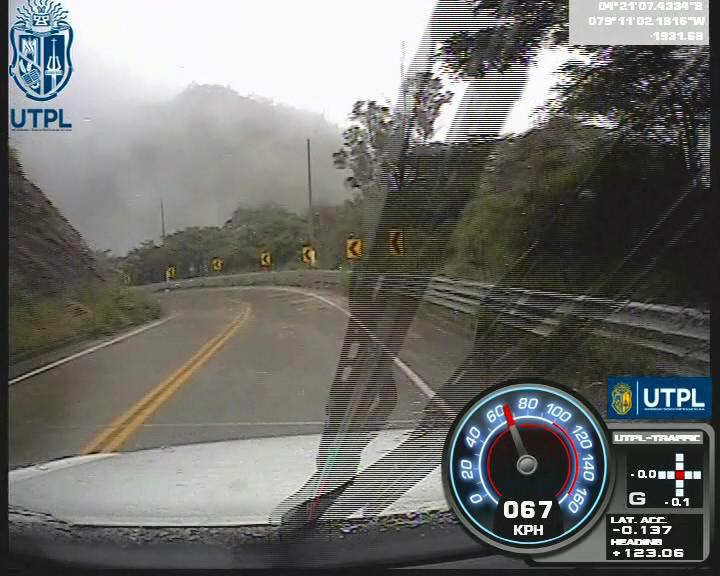 UTPL
04°21'07.4334"S
079°11'02.1816"W
-1931.68
UTPL
UTPL-TRAFFIC
-0.0
G
-0.1
LAT. ACC.
-0.137
HEADING
+123.06
0
20
40
60
80
100
120
140
160
067
KPH